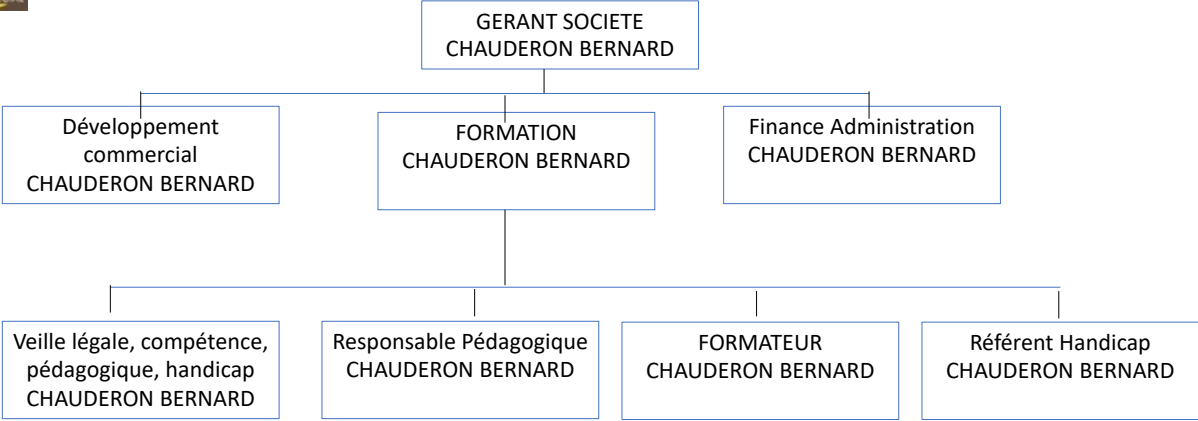 GERANT SOCIETE
CHAUDERON BERNARD
Développement
commercial
CHAUDERON BERNARD
FORMATION
CHAUDERON BERNARD
Finance Administration
CHAUDERON BERNARD
Veille légale, compétence,
pédagogique, handicap
CHAUDERON BERNARD
Responsable Pédagogique
CHAUDERON BERNARD
FORMATEUR
CHAUDERON BERNARD
Référent Handicap
CHAUDERON BERNARD